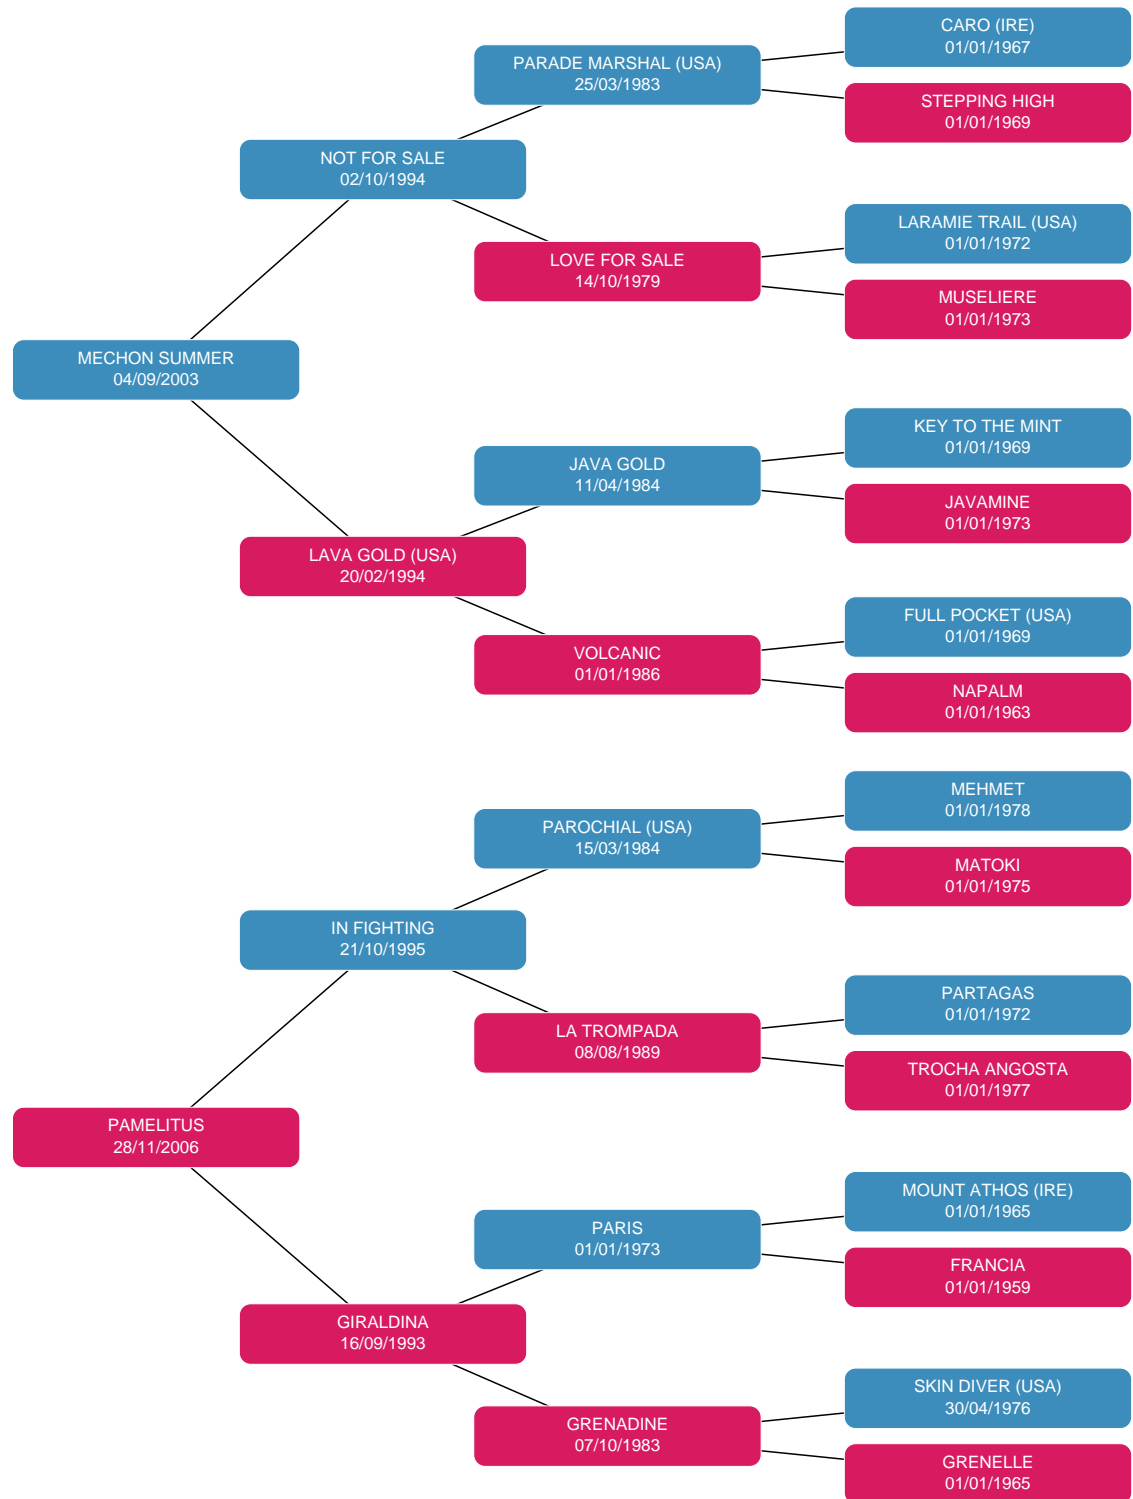 CARO (IRE)
01/01/1967
PARADE MARSHAL (USA)
25/03/1983
STEPPING HIGH
01/01/1969
NOT FOR SALE
02/10/1994
LARAMIE TRAIL (USA)
01/01/1972
LOVE FOR SALE
14/10/1979
MUSELIERE
01/01/1973
MECHON SUMMER
04/09/2003
KEY TO THE MINT
01/01/1969
JAVA GOLD
11/04/1984
JAVAMINE
01/01/1973
LAVA GOLD (USA)
20/02/1994
FULL POCKET (USA)
01/01/1969
VOLCANIC
01/01/1986
NAPALM
01/01/1963
MEHMET
01/01/1978
PAROCHIAL (USA)
15/03/1984
MATOKI
01/01/1975
IN FIGHTING
21/10/1995
PARTAGAS
01/01/1972
LA TROMPADA
08/08/1989
TROCHA ANGOSTA
01/01/1977
PAMELITUS
28/11/2006
MOUNT ATHOS (IRE)
01/01/1965
PARIS
01/01/1973
FRANCIA
01/01/1959
GIRALDINA
16/09/1993
SKIN DIVER (USA)
30/04/1976
GRENADINE
07/10/1983
GRENELLE
01/01/1965